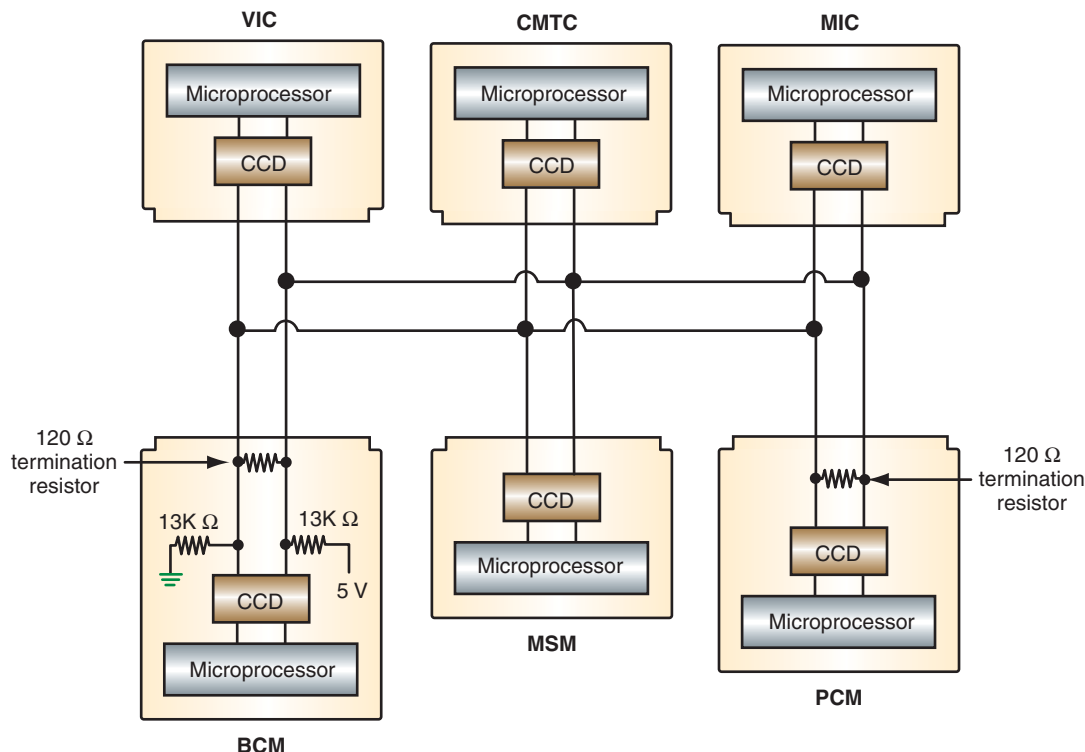 VIC
CMTC
MIC
Microprocessor
Microprocessor
Microprocessor
CCD
CCD
CCD
120 Ω
termination
resistor
120 Ω
termination
resistor
13K Ω
13K Ω
5 V
CCD
CCD
CCD
Microprocessor
Microprocessor
Microprocessor
MSM
PCM
BCM